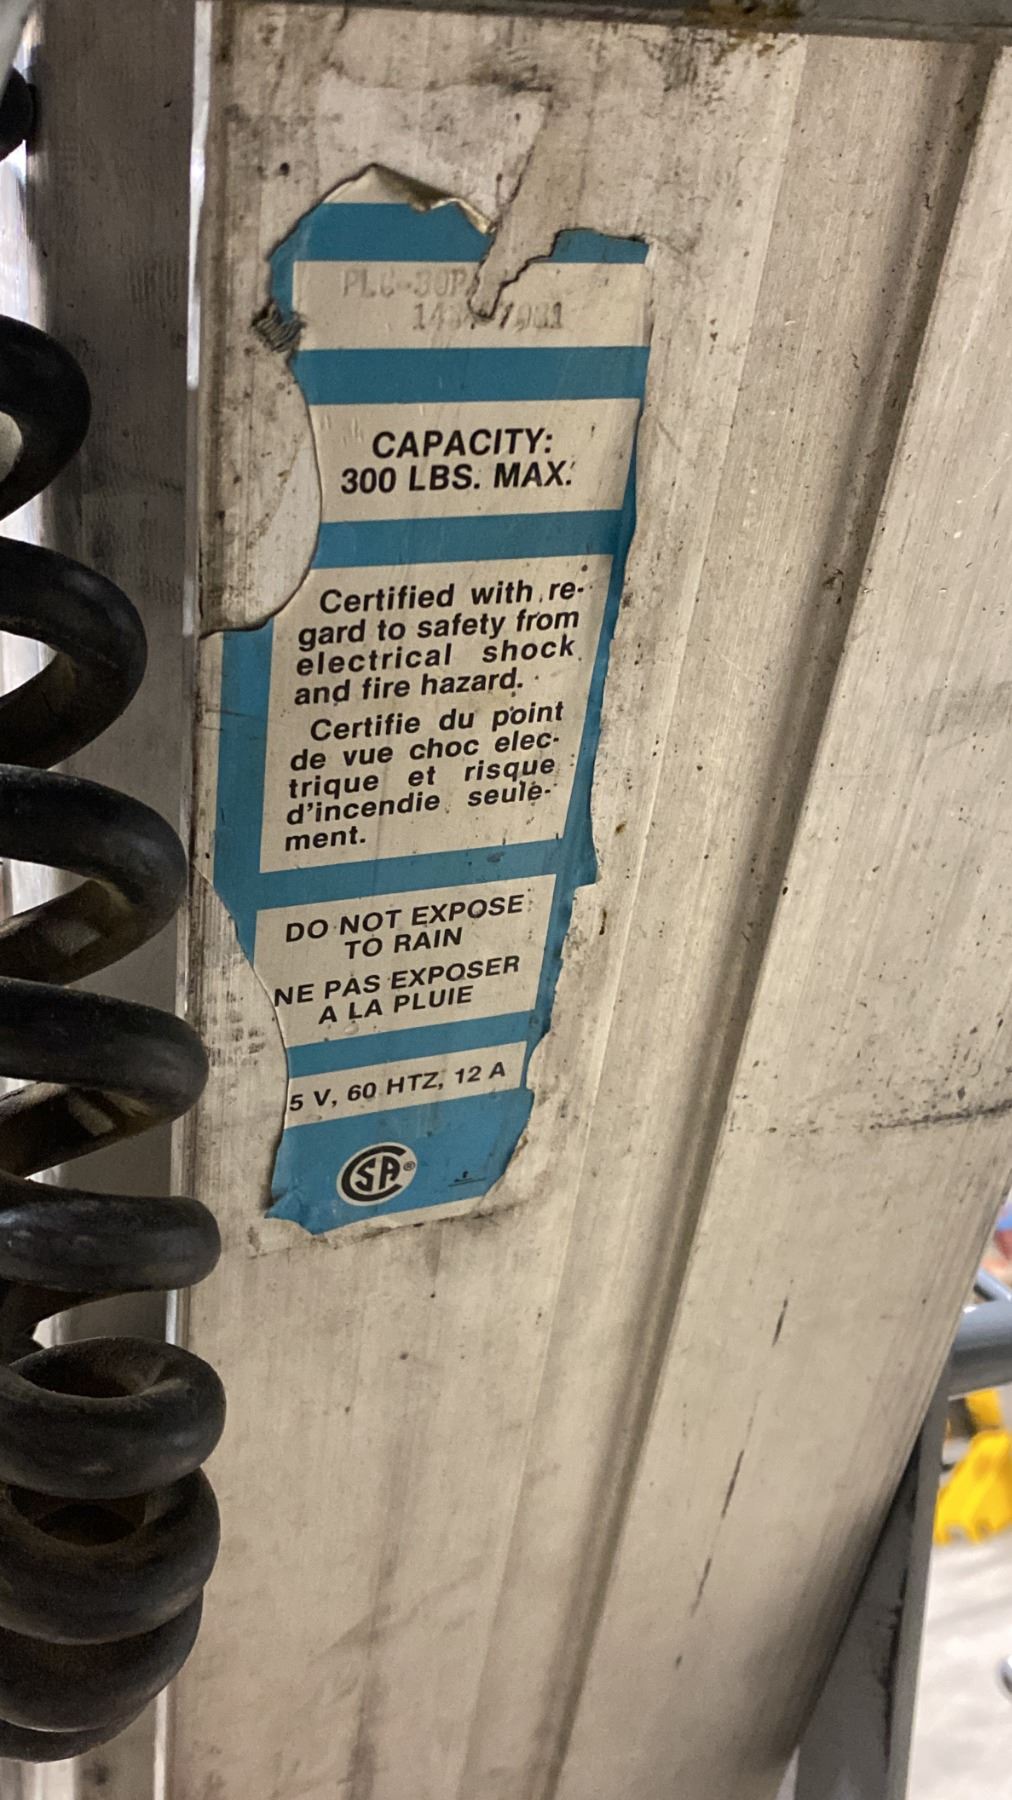 CAPACITY:
300 LBS. MAX.
Certified with re-
gard to safety from
electrical shock
and fire hazard.
Certifie du point
de vue choc elec-
trique et risque
d'incendie seule-
ment.
DO NOT EXPOSE
TO RAIN
NE PAS EXPOSER
A LA PLUIE
5 V, 60 HTZ, 12 A
SA®